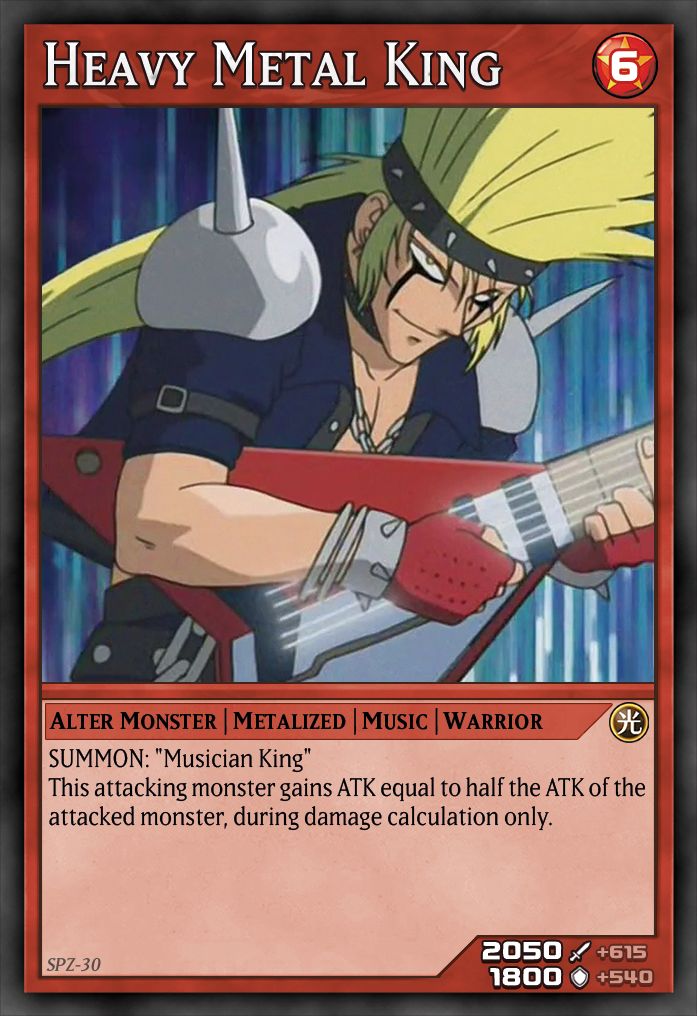 Heavy Metal King
6
Alter Monster | Metalized | Music | Warrior
光
SUMMON: "Musician King"
This attacking monster gains ATK equal to half the ATK of the
attacked monster, during damage calculation only.
2050 +615
SPZ-30
1800 +540